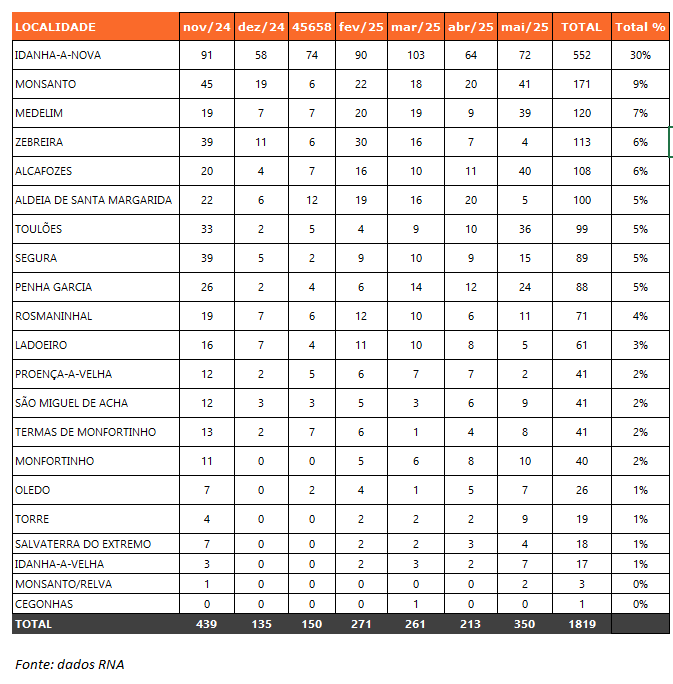 LOCALIDADE nov/24 dez/24 45658 fev/25 mar/25 abr/25 mai/25 TOTAL Total %
IDANHA-A-NOVA 91 58 74 90 103 64 72 552 30%
MONSANTO 45 19 6 22 18 20 41 171 9%
MEDELIM 19 7 7 20 19 9 39 120 7%
ZEBREIRA 39 11 6 30 16 7 4 113 6%
ALCAFOZES 20 4 7 16 10 11 40 108 6%
ALDEIA DE SANTA MARGARIDA 22 6 12 19 16 20 5 100 5%
TOULÕES 33 2 5 4 9 10 36 99 5%
SEGURA 39 5 2 9 10 9 15 89 5%
PENHA GARCIA 26 2 4 6 14 12 24 88 5%
ROSMANINHAL 19 7 6 12 10 6 11 71 4%
LADOEIRO 16 7 4 11 10 8 5 61 3%
PROENÇA-A-VELHA 12 2 5 6 7 7 2 41 2%
SÃO MIGUEL DE ACHA 12 3 3 5 3 6 9 41 2%
TERMAS DE MONFORTINHO 13 2 7 6 1 4 8 41 2%
MONFORTINHO 11 0 0 5 6 8 10 40 2%
OLEDO 7 0 2 4 1 5 7 26 1%
TORRE 4 0 0 2 2 2 9 19 1%
SALVATERRA DO EXTREMO 7 0 0 2 2 3 4 18 1%
IDANHA-A-VELHA 3 0 0 2 3 2 7 17 1%
MONSANTO/RELVA 1 0 0 0 0 0 2 3 0%
CEGONHAS 0 0 0 0 1 0 0 1 0%
TOTAL 439 135 150 271 261 213 350 1819
Fonte: dados RNA